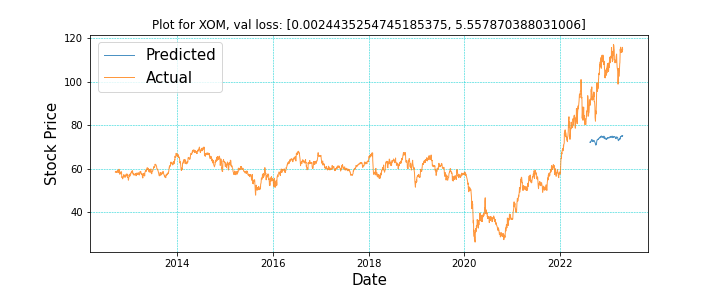 Plot for XOM, val loss: [0.0024435254745185375, 5.557870388031006]
120
Predicted
Actual
100
80
60
40
Stock Price
2014
2016
2018
2020
2022
Date